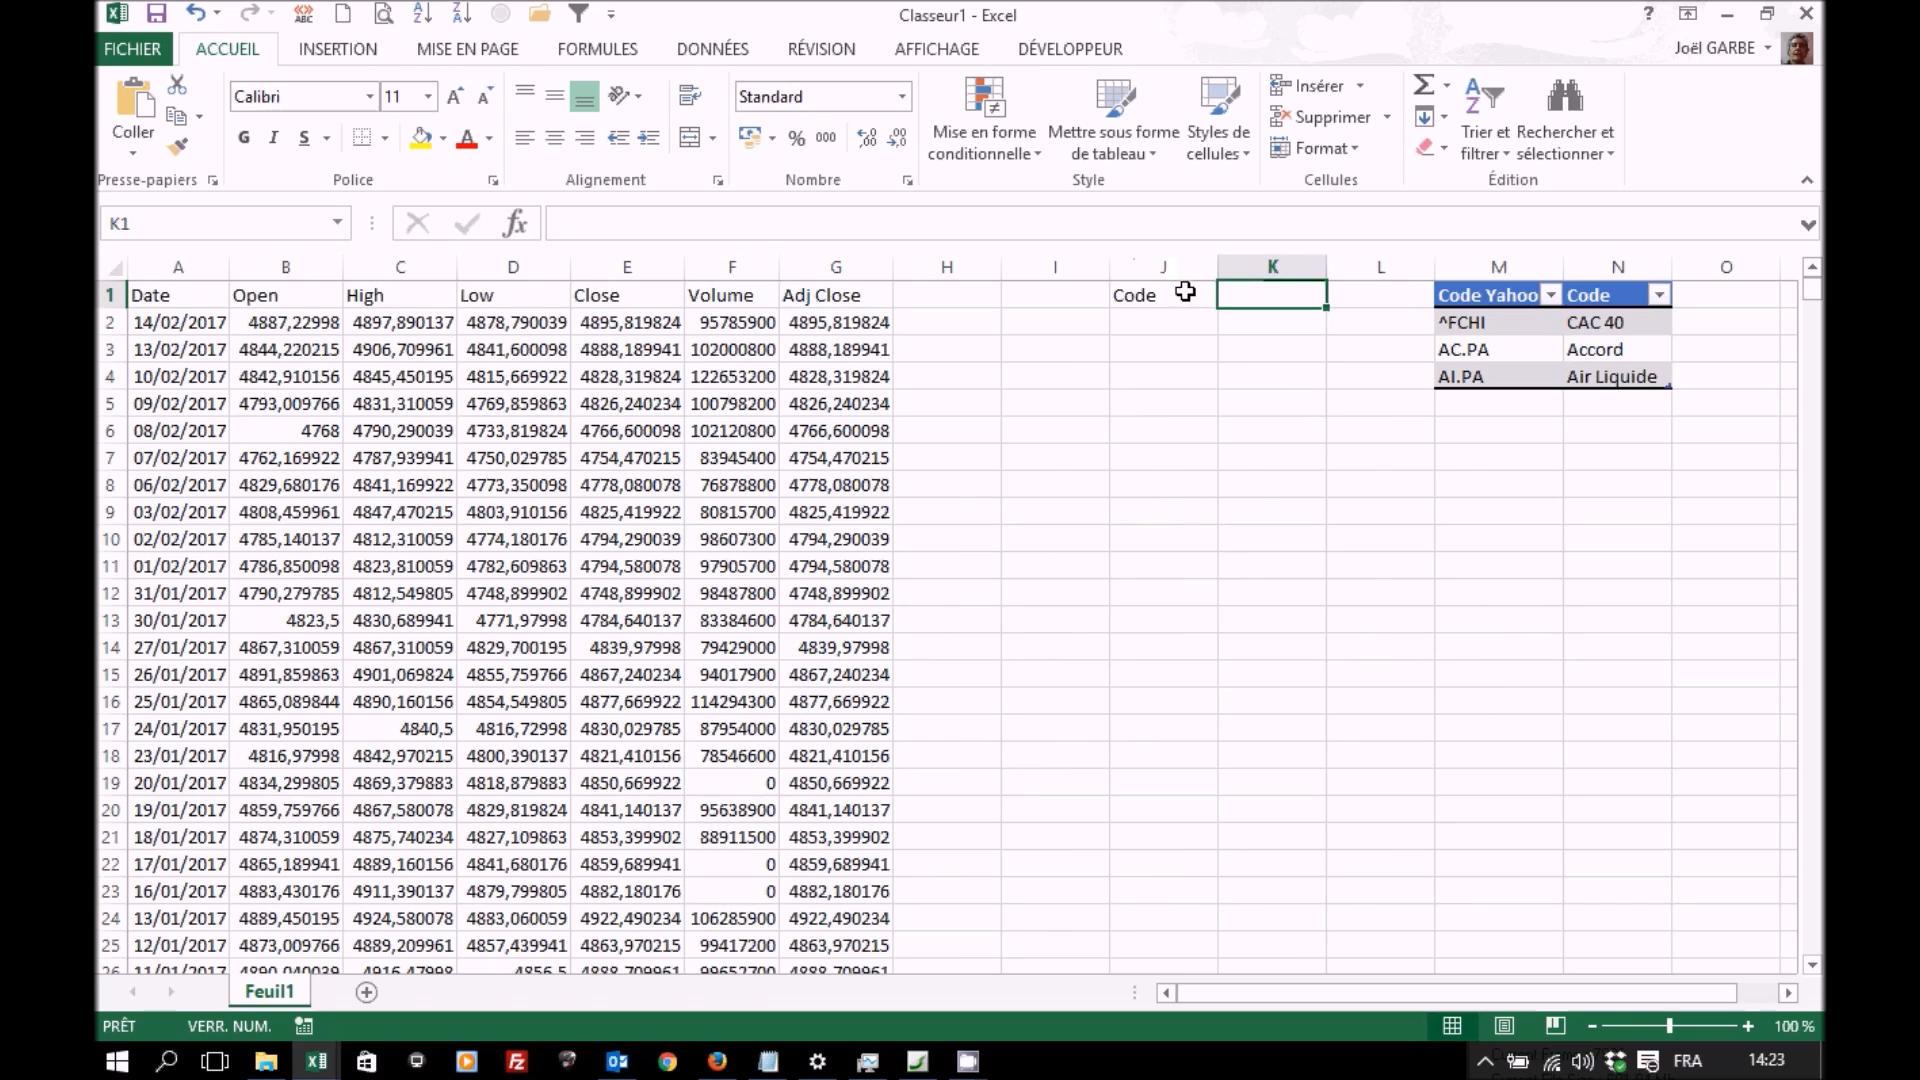 Classeur1 - Excel
FICHIER ACCUEIL INSERTION MISE EN PAGE FORMULES DONNÉES RÉVISION AFFICHAGE DÉVELOPPEUR Joël GARBE
Calibri 11 Standard Insérer
Supprimer
Coller G I S % 000 Mise en forme conditionnelle Mettre sous forme de tableau Styles de cellules Format Trier et filtrer Rechercher et sélectionner
Presse-papiers Police Alignement Nombre Style Cellules Édition
K1 fx
A B C D E F G H I J K L M N O
1 Date Open High Low Close Volume Adj Close Code Code Yahoo Code
2 14/02/2017 4887,22998 4897,890137 4878,790039 4895,819824 95785900 4895,819824 ^FCHI CAC 40
3 13/02/2017 4844,220215 4906,709961 4841,600098 4888,189941 102000800 4888,189941 AC.PA Accord
4 10/02/2017 4842,910156 4845,450195 4815,669922 4828,319824 122653200 4828,319824 AI.PA Air Liquide
5 09/02/2017 4793,009766 4831,310059 4769,859863 4826,240234 100798200 4826,240234
6 08/02/2017 4768 4790,290039 4733,819824 4766,600098 102120800 4766,600098
7 07/02/2017 4762,169922 4787,939941 4750,029785 4754,470215 83945400 4754,470215
8 06/02/2017 4829,680176 4841,169922 4773,350098 4778,080078 76878800 4778,080078
9 03/02/2017 4808,459961 4847,470215 4803,910156 4825,419922 80815700 4825,419922
10 02/02/2017 4785,140137 4812,310059 4774,180176 4794,290039 98607300 4794,290039
11 01/02/2017 4786,850098 4823,810059 4782,609863 4794,580078 97905700 4794,580078
12 31/01/2017 4790,279785 4812,549805 4748,899902 4748,899902 98487800 4748,899902
13 30/01/2017 4823,5 4830,689941 4771,97998 4784,640137 83384600 4784,640137
14 27/01/2017 4867,310059 4867,310059 4829,700195 4839,97998 79429000 4839,97998
15 26/01/2017 4891,859863 4901,069824 4855,759766 4867,240234 94017900 4867,240234
16 25/01/2017 4865,089844 4890,160156 4854,549805 4877,669922 114294300 4877,669922
17 24/01/2017 4831,950195 4840,5 4816,72998 4830,029785 87954000 4830,029785
18 23/01/2017 4816,97998 4842,970215 4800,390137 4821,410156 78546600 4821,410156
19 20/01/2017 4834,299805 4869,379883 4818,879883 4850,669922 0 4850,669922
20 19/01/2017 4859,759766 4867,580078 4829,819824 4841,140137 95638900 4841,140137
21 18/01/2017 4874,310059 4875,740234 4827,109863 4853,399902 88911500 4853,399902
22 17/01/2017 4865,189941 4889,160156 4841,680176 4859,689941 0 4859,689941
23 16/01/2017 4883,430176 4911,390137 4879,799805 4882,180176 0 4882,180176
24 13/01/2017 4889,450195 4924,580078 4883,060059 4922,490234 106285900 4922,490234
25 12/01/2017 4873,009766 4889,209961 4857,439941 4863,970215 99417200 4863,970215
26 11/01/2017 4890,040039 4916,47998 4856,5 4888,709961 99652700 4888,709961
Feuil1
PRÊT VERR. NUM. 100 %
FRA 14:23